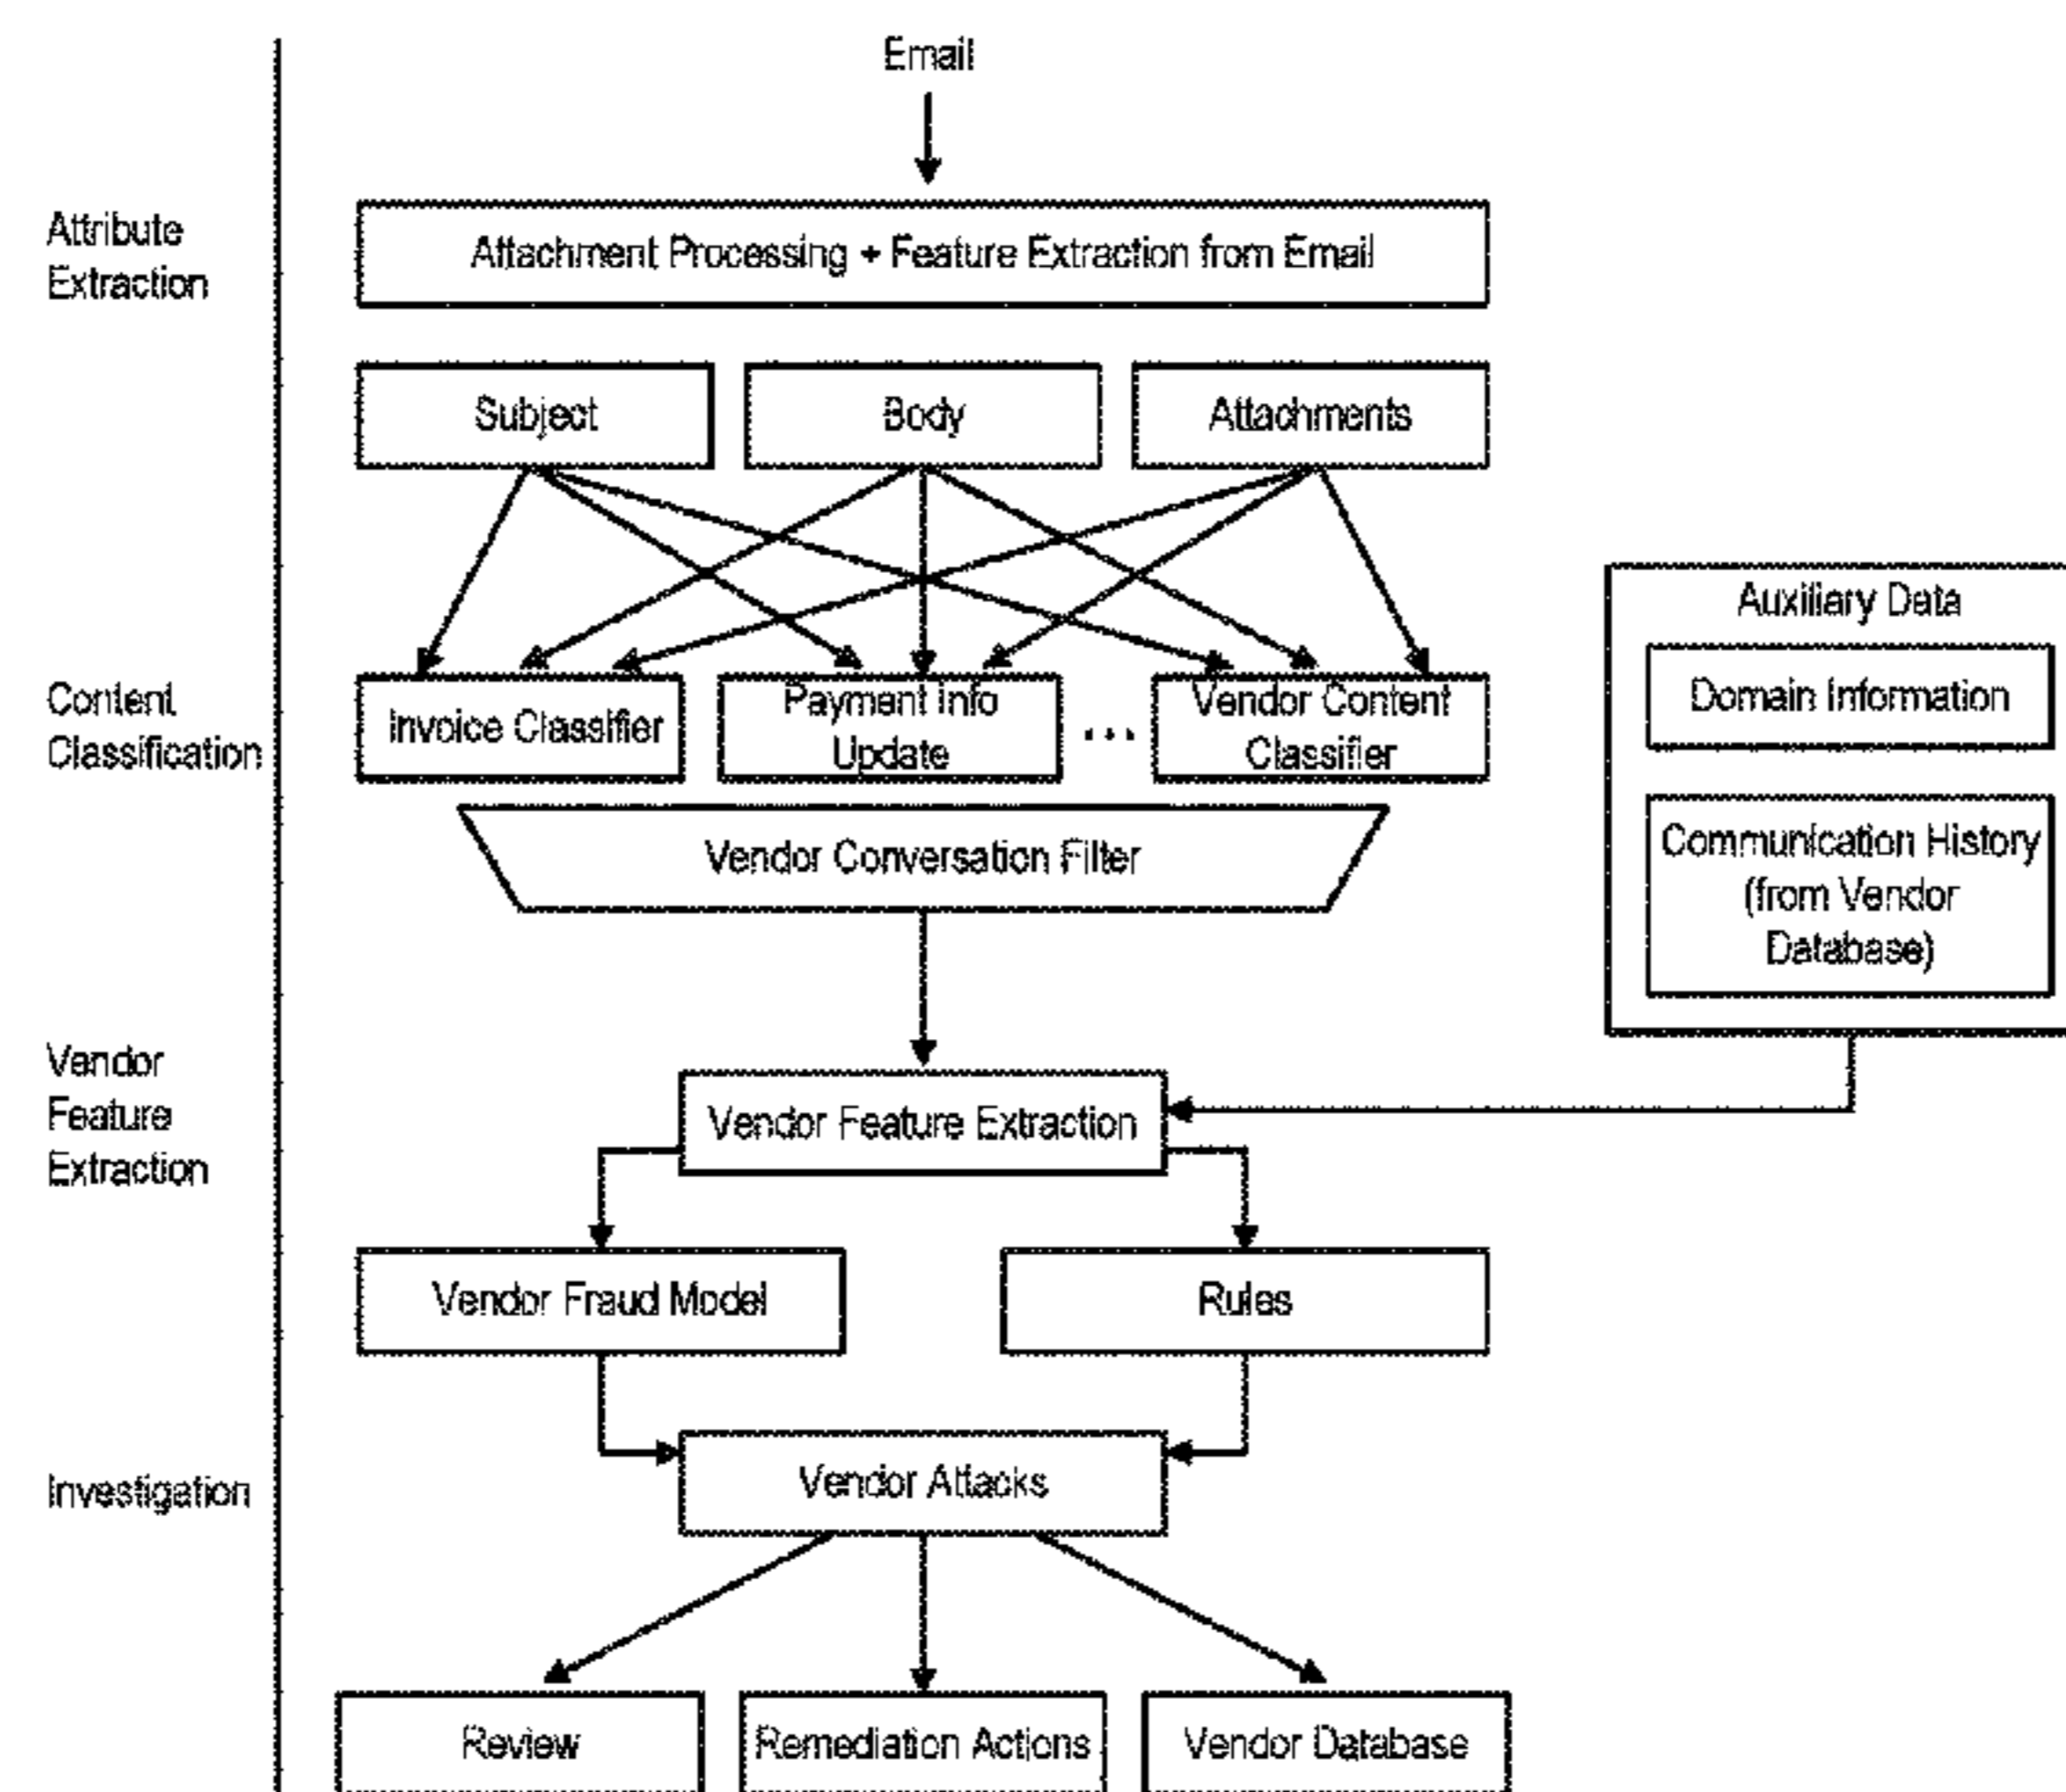 Email
Attribute
Extraction
Attachment Processing + Feature Extraction from Email
Subject
Body
Attachments
Auxiliary Data
Domain Information
Communication History
(from Vendor
Database)
Content
Classification
Invoice Classifier
Payment Info
Update
...
Vendor Content
Classifier
Vendor Conversation Filter
Vendor
Feature
Extraction
Vendor Feature Extraction
Vendor Fraud Model
Rules
Investigation
Vendor Attacks
Review
Remediation Actions
Vendor Database